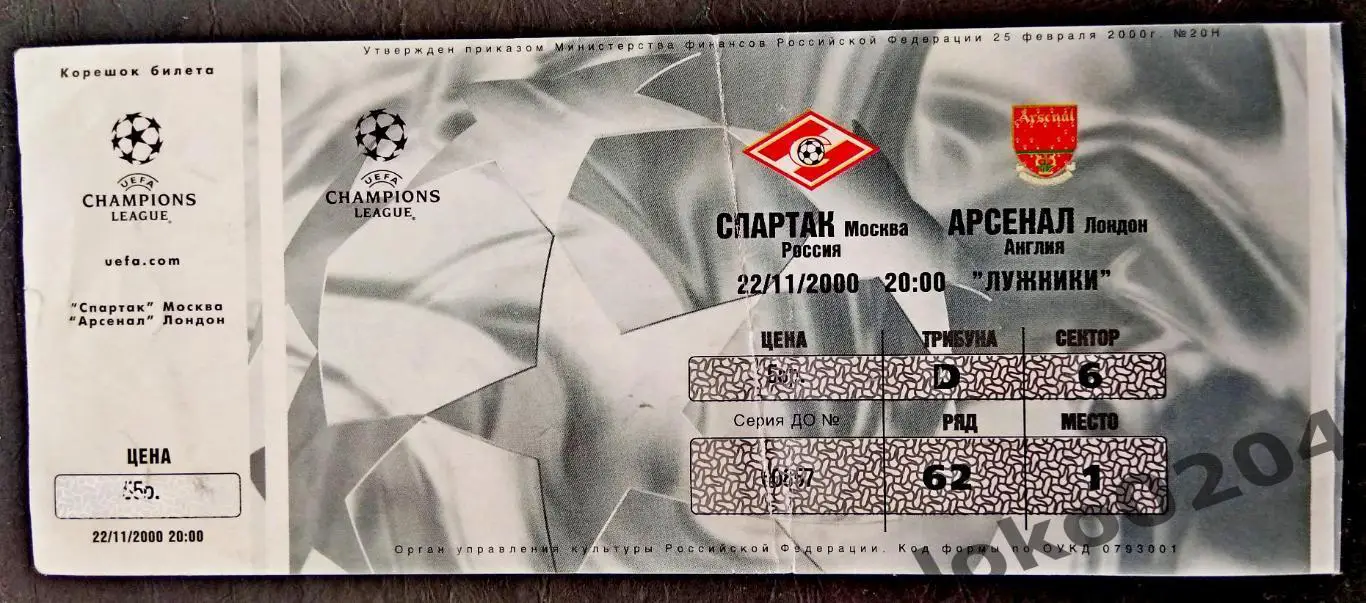 Утвержден приказом Министерства финансов Российской Федерации 25 февраля 2000г. №20Н
Корешок билета
UEFA
CHAMPIONS
LEAGUE
uefa.com
"Спартак" Москва
"Арсенал" Лондон
ЦЕНА
22/11/2000 20:00
UEFA
CHAMPIONS
LEAGUE
Arsenal
СПАРТАК Москва
Россия
АРСЕНАЛ Лондон
Англия
22/11/2000 20:00 "ЛУЖНИКИ"
ЦЕНА ТРИБУНА СЕКТОР
D 6
Серия ДО № РЯД МЕСТО
62 1
Орган управления культуры Российской Федерации. Код формы по ОУКД 0793001
loko0204